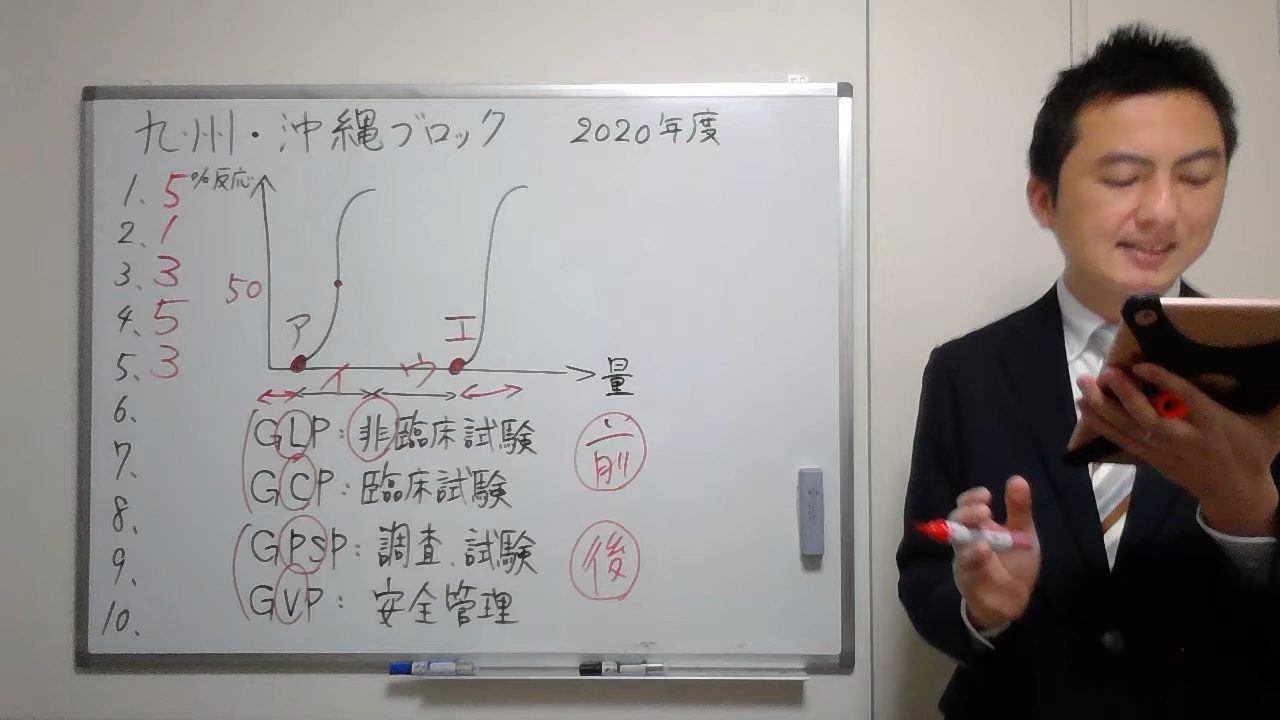 九州・沖縄ブロック 2020年度
1. 5
2. 1
3. 3
4. 5
5. 3
6.
7.
8.
9.
10.
%反応
50
ア イ ウ エ
量
GLP：非臨床試験
GCP：臨床試験
前
GPSP：調査、試験
GVP：安全管理
後